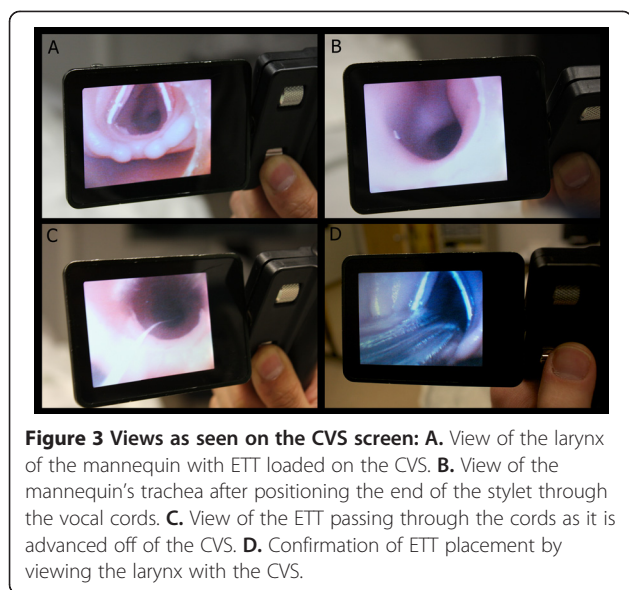 A
B
C
D
Figure 3 Views as seen on the CVS screen: A. View of the larynx
of the mannequin with ETT loaded on the CVS. B. View of the
mannequin's trachea after positioning the end of the stylet through
the vocal cords. C. View of the ETT passing through the cords as it is
advanced off of the CVS. D. Confirmation of ETT placement by
viewing the larynx with the CVS.